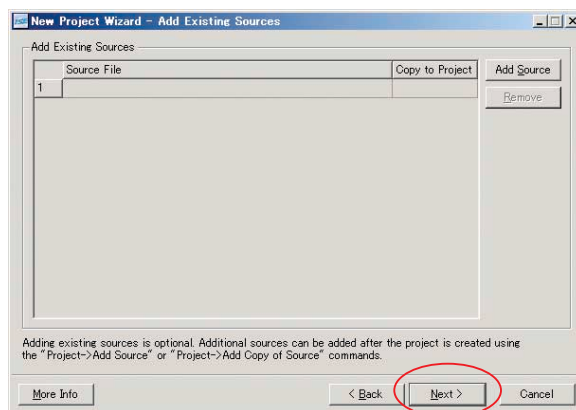 New Project Wizard - Add Existing Sources
Add Existing Sources
Source File Copy to Project
1
Add Source
Remove
Adding existing sources is optional. Additional sources can be added after the project is created using
the "Project->Add Source" or "Project->Add Copy of Source" commands.
More Info < Back Next > Cancel